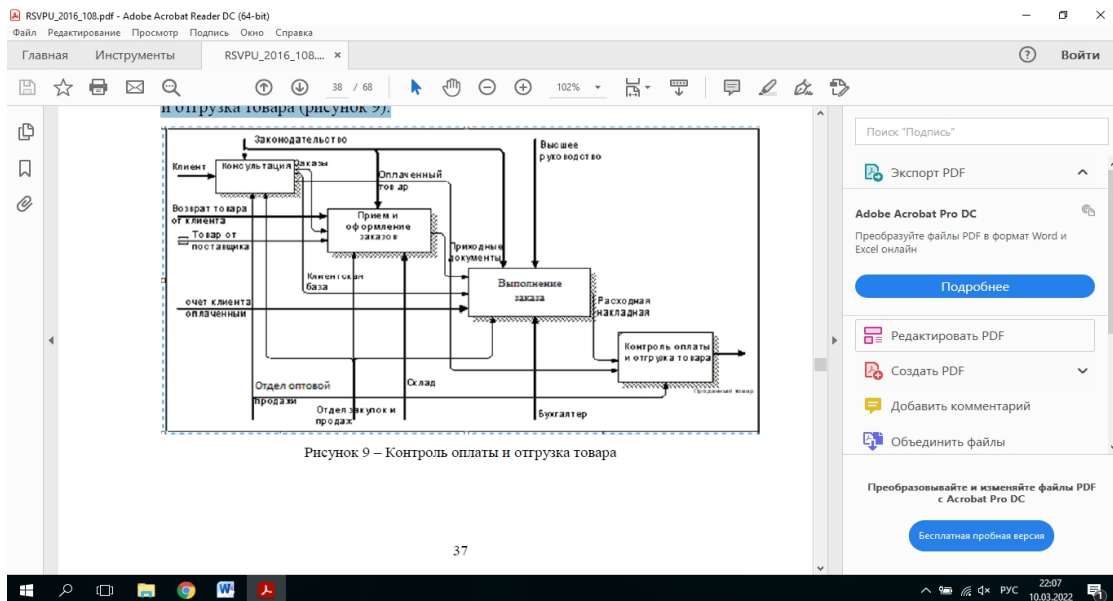 RSVPU_2016_108.pdf - Adobe Acrobat Reader DC (64-bit)
Файл Редактирование Просмотр Подпись Окно Справка
Главная Инструменты RSVPU_2016_108.... × ? Войти
38 / 68 102%
и отгрузка товара (рисунок 9).
Законодательство
Высшее
руководство
Клиент
Консультация
Заказы
Оплаченный
товар
Возврат товара
от клиента
Товар от
поставщика
Прием и
оформление
заказов
Приходные
документы
Клиентская
база
Выполнение
заказа
счет клиента
оплаченный
Расходная
накладная
Контроль оплаты
и отгрузка товара
Проданный товар
Отдел оптовой
продажи
Склад
Отдел закупок и
продаж
Бухгалтер
Рисунок 9 – Контроль оплаты и отгрузка товара
37
Поиск "Подпись"
Экспорт PDF
Adobe Acrobat Pro DC
Преобразуйте файлы PDF в формат Word и
Excel онлайн
Подробнее
Редактировать PDF
Создать PDF
Добавить комментарий
Объединить файлы
Преобразовывайте и изменяйте файлы PDF
с Acrobat Pro DC
Бесплатная пробная версия
РУС
22:07
10.03.2022